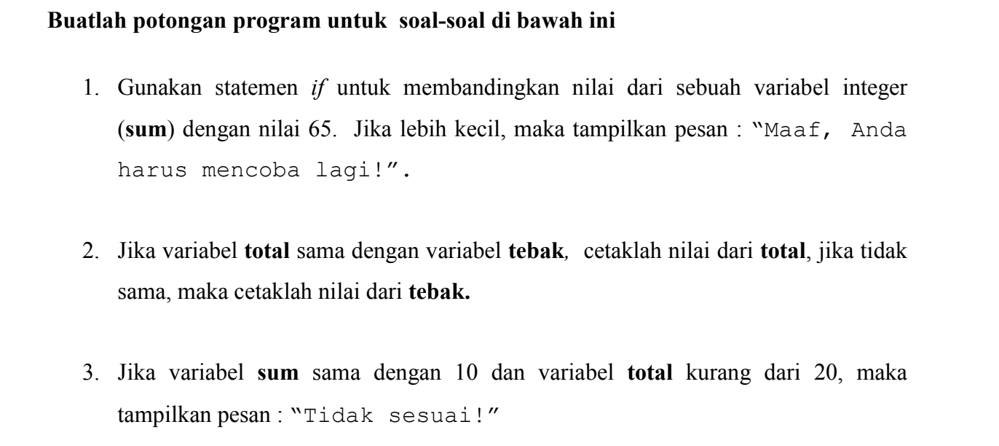 Buatlah potongan program untuk soal-soal di bawah ini
1. Gunakan statemen if untuk membandingkan nilai dari sebuah variabel integer
(sum) dengan nilai 65. Jika lebih kecil, maka tampilkan pesan : “Maaf, Anda
harus mencoba lagi!”.
2. Jika variabel total sama dengan variabel tebak, cetaklah nilai dari total, jika tidak
sama, maka cetaklah nilai dari tebak.
3. Jika variabel sum sama dengan 10 dan variabel total kurang dari 20, maka
tampilkan pesan : “Tidak sesuai!”